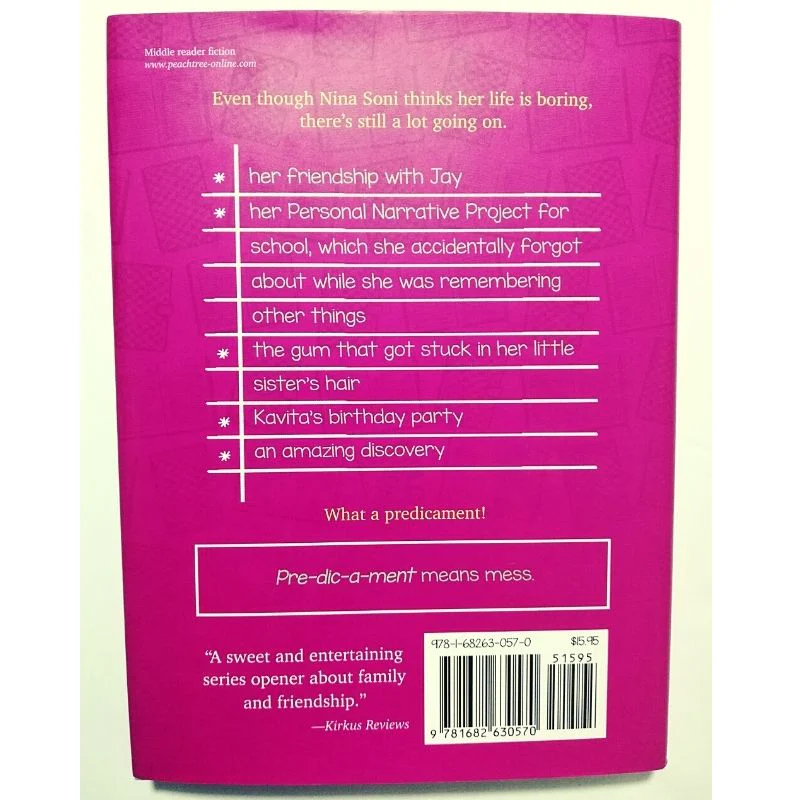 Middle reader fiction
www.peachtree-online.com
Even though Nina Soni thinks her life is boring,
there's still a lot going on.
* her friendship with Jay
* her Personal Narrative Project for
school, which she accidentally forgot
about while she was remembering
other things
* the gum that got stuck in her little
sister's hair
* Kavita's birthday party
* an amazing discovery
What a predicament!
Pre-dic-a-ment means mess.
"A sweet and entertaining
series opener about family
and friendship."
—Kirkus Reviews
978-1-68263-057-0 $15.95
51595
9 781682 630570